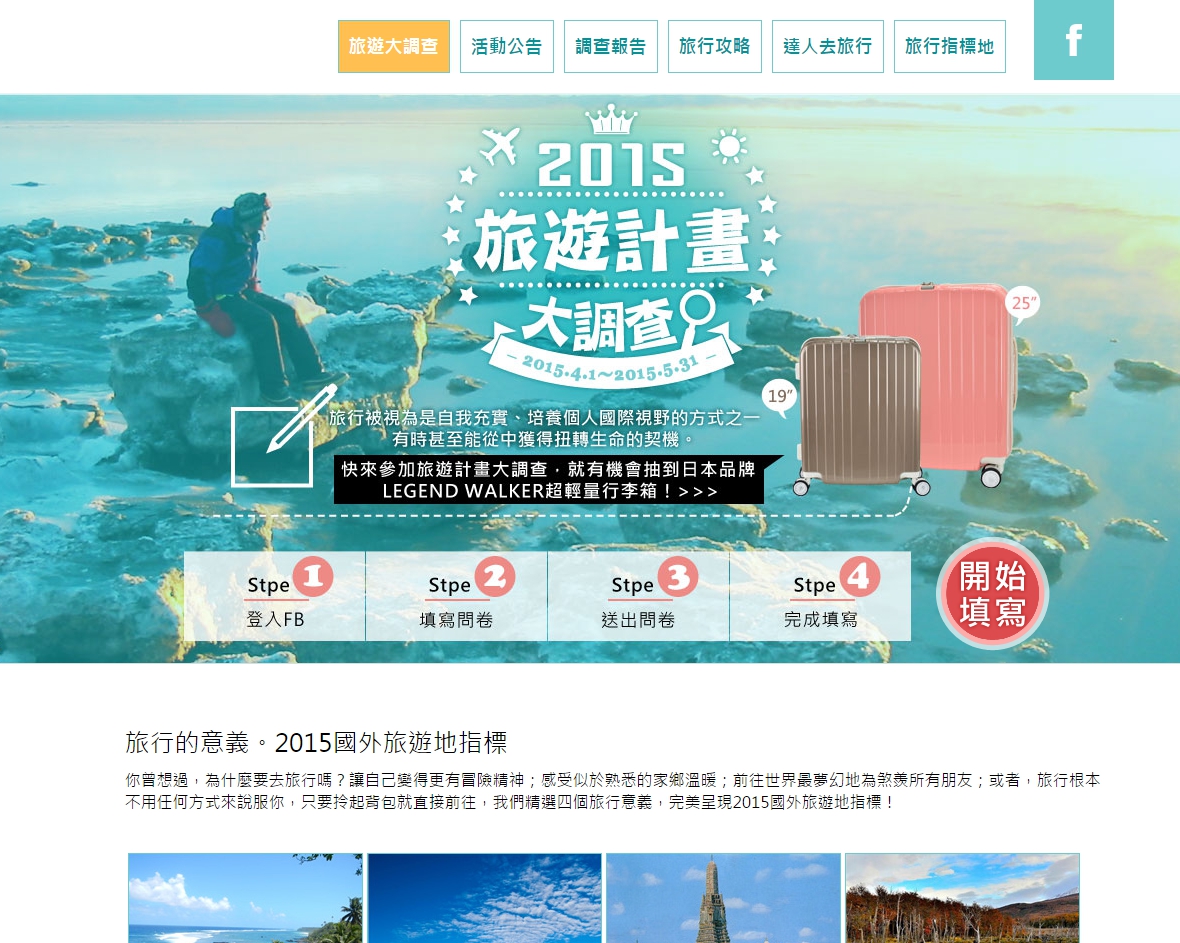 旅遊大調查
活動公告
調查報告
旅行攻略
達人去旅行
旅行指標地
f
2015
旅遊計畫
大調查
2015.4.1～2015.5.31
25”
19”
旅行被視為是自我充實、培養個人國際視野的方式之一
有時甚至能從中獲得扭轉生命的契機。
快來參加旅遊計畫大調查，就有機會抽到日本品牌
LEGEND WALKER超輕量行李箱！>>>
Stpe 1
登入FB
Stpe 2
填寫問卷
Stpe 3
送出問卷
Stpe 4
完成填寫
開始
填寫
旅行的意義。2015國外旅遊地指標
你曾想過，為什麼要去旅行嗎？讓自己變得更有冒險精神；感受似於熟悉的家鄉溫暖；前往世界最夢幻地為煞羨所有朋友；或者，旅行根本
不用任何方式來說服你，只要拎起背包就直接前往，我們精選四個旅行意義，完美呈現2015國外旅遊地指標！